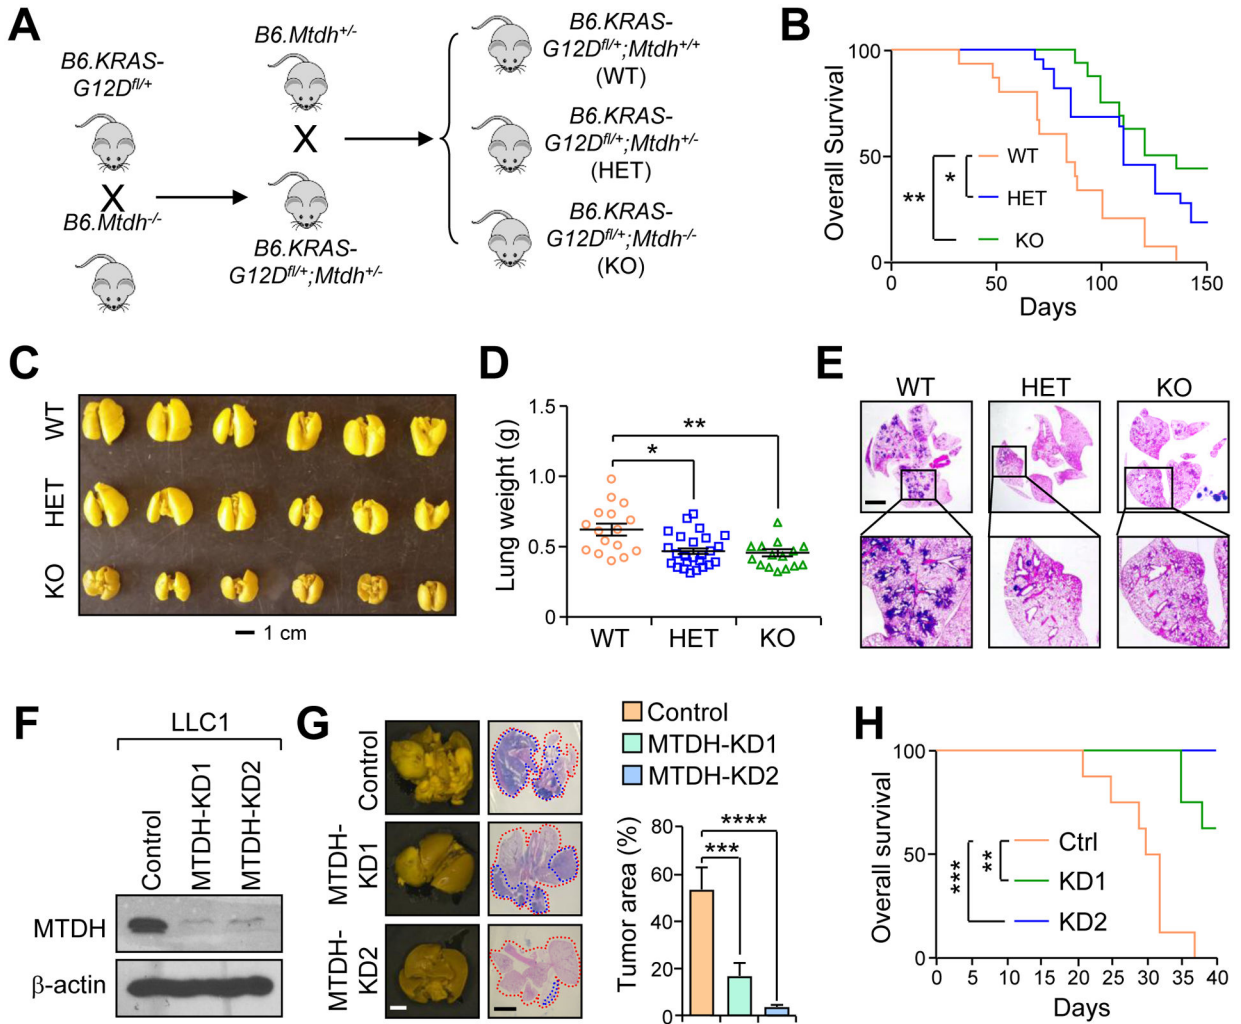 A
B6.KRAS-
G12Dfl/+
X
B6.Mtdh-/-
B6.Mtdh+/-
X
B6.KRAS-
G12Dfl/+;Mtdh+/-
B6.KRAS-
G12Dfl/+;Mtdh+/+
(WT)
B6.KRAS-
G12Dfl/+;Mtdh+/-
(HET)
B6.KRAS-
G12Dfl/+;Mtdh-/-
(KO)
B
Overall Survival
100
50
0
** * WT
HET
KO
0 50 100 150
Days
C
WT
HET
KO
1 cm
D
Lung weight (g)
1.5
1.0
0.5
0
**
*
WT HET KO
E
WT HET KO
F
LLC1
Control
MTDH-KD1
MTDH-KD2
MTDH
β-actin
G
Control
MTDH-
KD1
MTDH-
KD2
Control
MTDH-KD1
MTDH-KD2
Tumor area (%)
80
60
40
20
0
****
***
H
Overall survival
100
50
0
*** ** Ctrl
KD1
KD2
0 5 10 15 20 25 30 35 40
Days